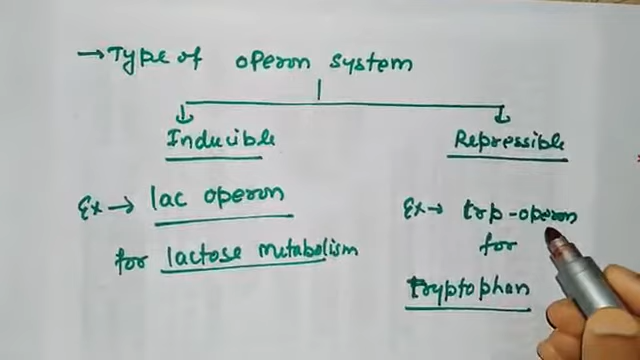 → Type of operon system
Inducible
Repressible
Ex → lac operon
for lactose metabolism
Ex → trp-operon
for
Tryptophan